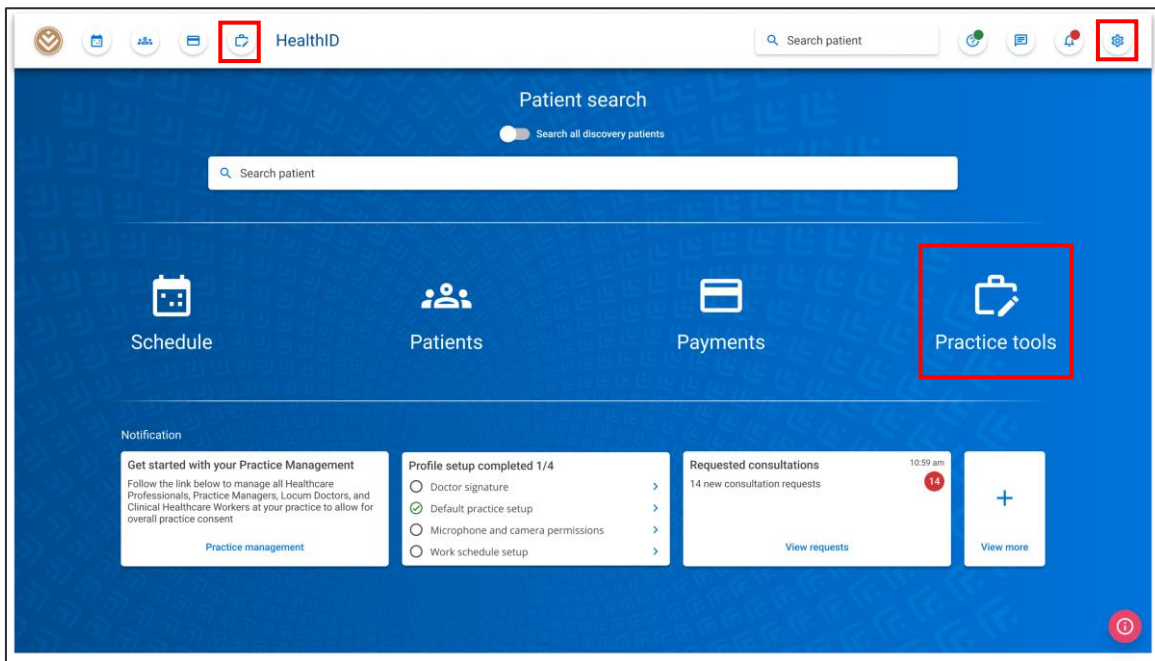 HealthID
Search patient
Patient search
Search all discovery patients
Search patient
Schedule
Patients
Payments
Practice tools
Notification
Get started with your Practice Management
Follow the link below to manage all Healthcare
Professionals, Practice Managers, Locum Doctors, and
Clinical Healthcare Workers at your practice to allow for
overall practice consent
Practice management
Profile setup completed 1/4
Doctor signature
Default practice setup
Microphone and camera permissions
Work schedule setup
Requested consultations
10:59 am
14 new consultation requests
14
View requests
View more